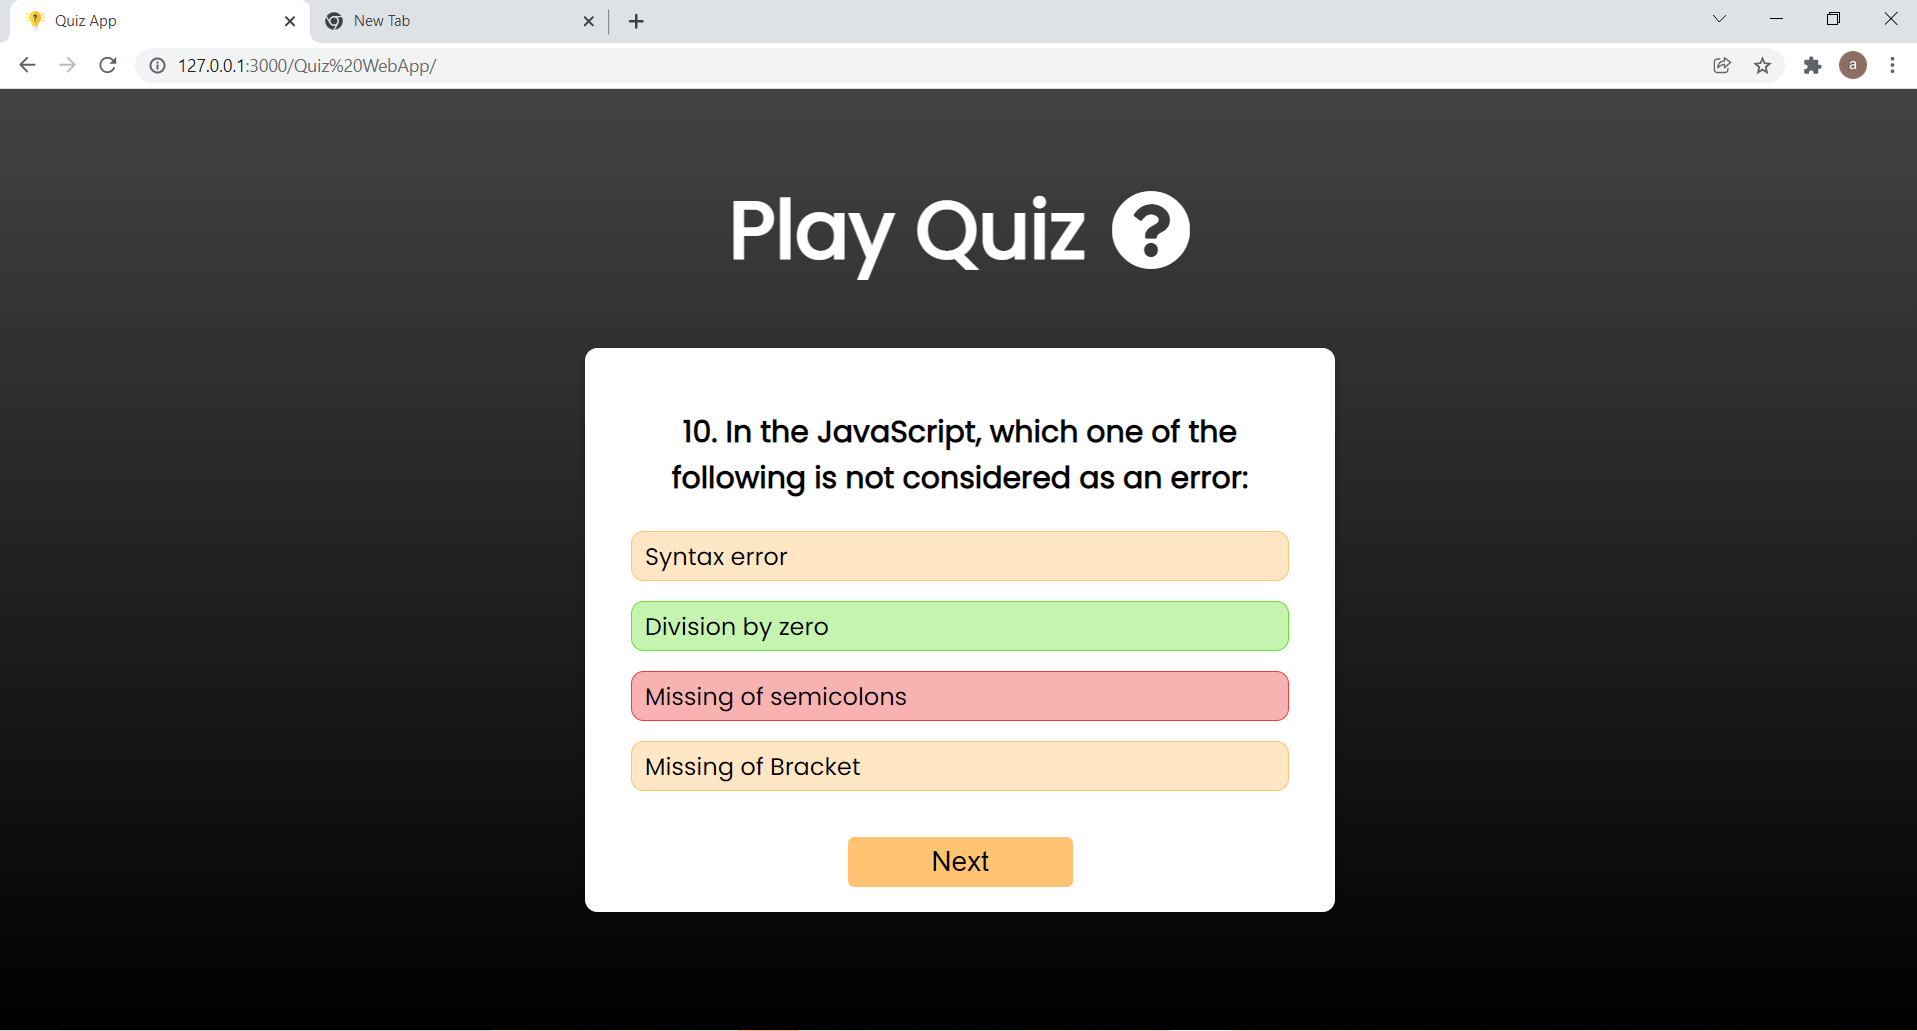 Quiz App
New Tab
127.0.0.1:3000/Quiz%20WebApp/
a
Play Quiz ?
10. In the JavaScript, which one of the
following is not considered as an error:
Syntax error
Division by zero
Missing of semicolons
Missing of Bracket
Next